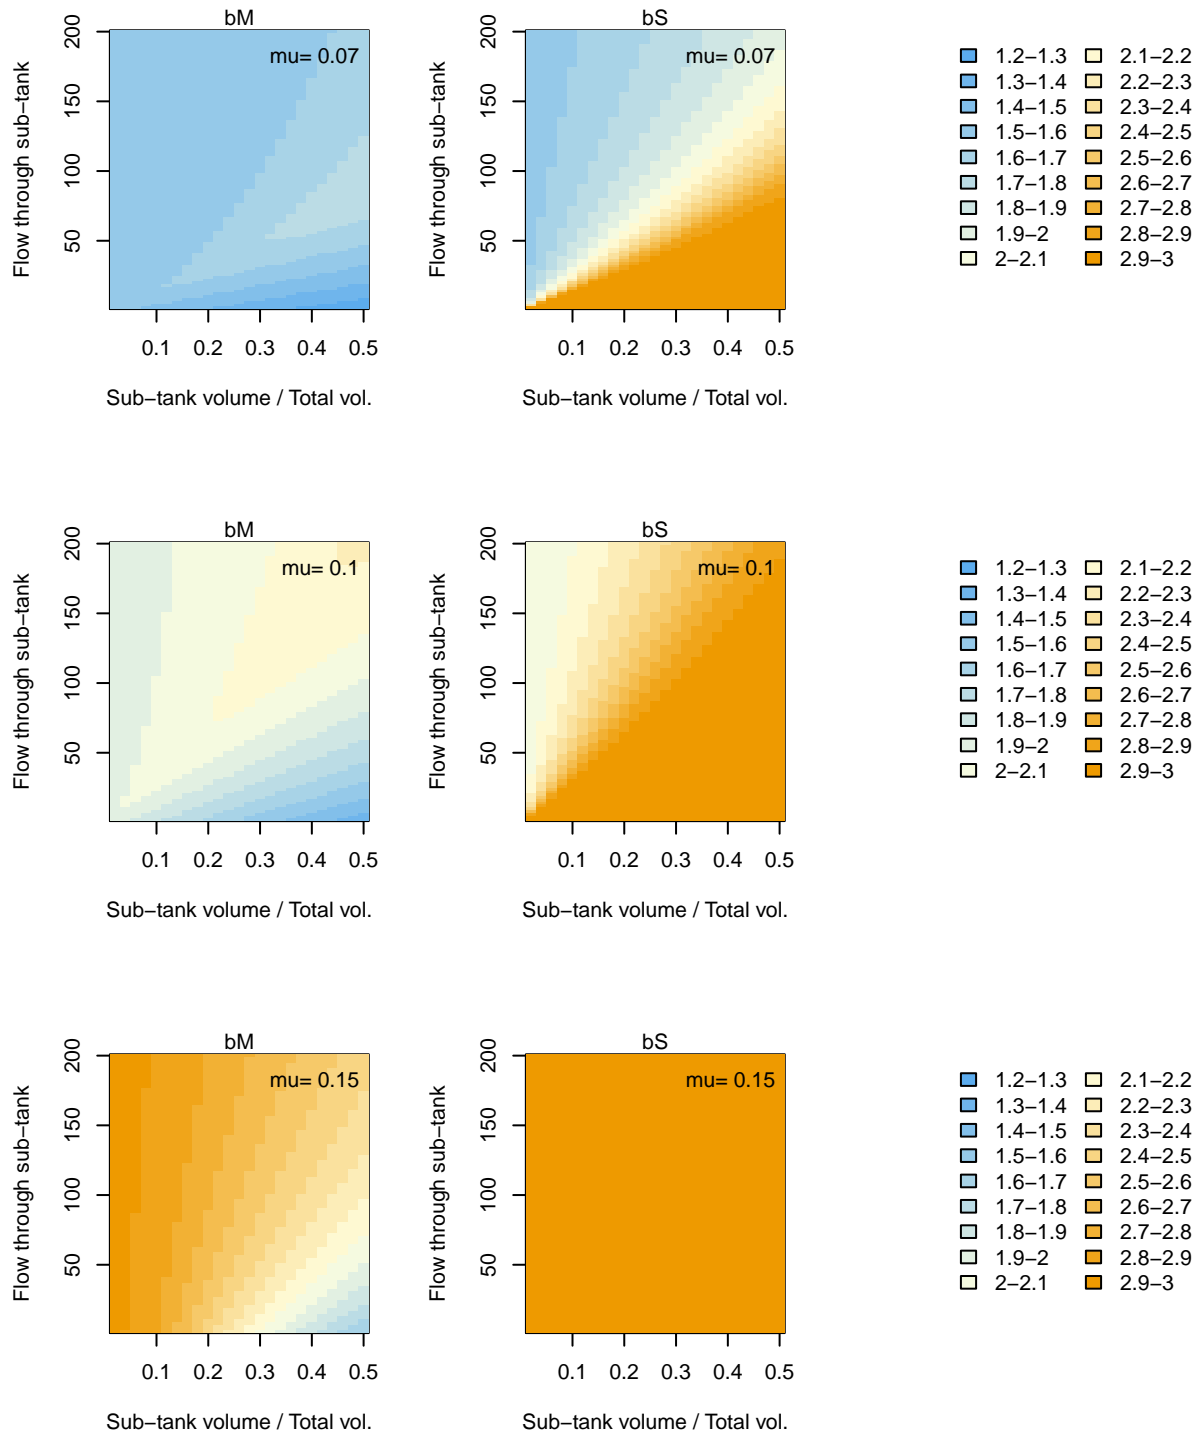 bM
bS
mu= 0.07
mu= 0.07
Flow through sub−tank
50 100 150 200
Flow through sub−tank
50 100 150 200
0.1 0.2 0.3 0.4 0.5
0.1 0.2 0.3 0.4 0.5
Sub−tank volume / Total vol.
Sub−tank volume / Total vol.
1.2−1.3 2.1−2.2
1.3−1.4 2.2−2.3
1.4−1.5 2.3−2.4
1.5−1.6 2.4−2.5
1.6−1.7 2.5−2.6
1.7−1.8 2.6−2.7
1.8−1.9 2.7−2.8
1.9−2 2.8−2.9
2−2.1 2.9−3
bM
bS
mu= 0.1
mu= 0.1
Flow through sub−tank
50 100 150 200
Flow through sub−tank
50 100 150 200
0.1 0.2 0.3 0.4 0.5
0.1 0.2 0.3 0.4 0.5
Sub−tank volume / Total vol.
Sub−tank volume / Total vol.
1.2−1.3 2.1−2.2
1.3−1.4 2.2−2.3
1.4−1.5 2.3−2.4
1.5−1.6 2.4−2.5
1.6−1.7 2.5−2.6
1.7−1.8 2.6−2.7
1.8−1.9 2.7−2.8
1.9−2 2.8−2.9
2−2.1 2.9−3
bM
bS
mu= 0.15
mu= 0.15
Flow through sub−tank
50 100 150 200
Flow through sub−tank
50 100 150 200
0.1 0.2 0.3 0.4 0.5
0.1 0.2 0.3 0.4 0.5
Sub−tank volume / Total vol.
Sub−tank volume / Total vol.
1.2−1.3 2.1−2.2
1.3−1.4 2.2−2.3
1.4−1.5 2.3−2.4
1.5−1.6 2.4−2.5
1.6−1.7 2.5−2.6
1.7−1.8 2.6−2.7
1.8−1.9 2.7−2.8
1.9−2 2.8−2.9
2−2.1 2.9−3